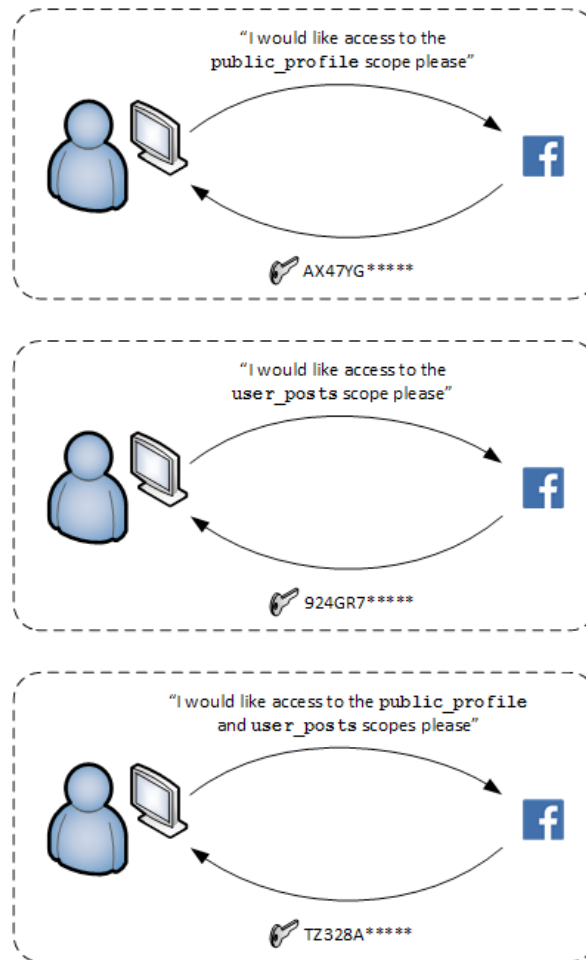 “I would like access to the
public_profile scope please”
AX47YG*****
“I would like access to the
user_posts scope please”
924GR7*****
“I would like access to the public_profile
and user_posts scopes please”
TZ328A*****